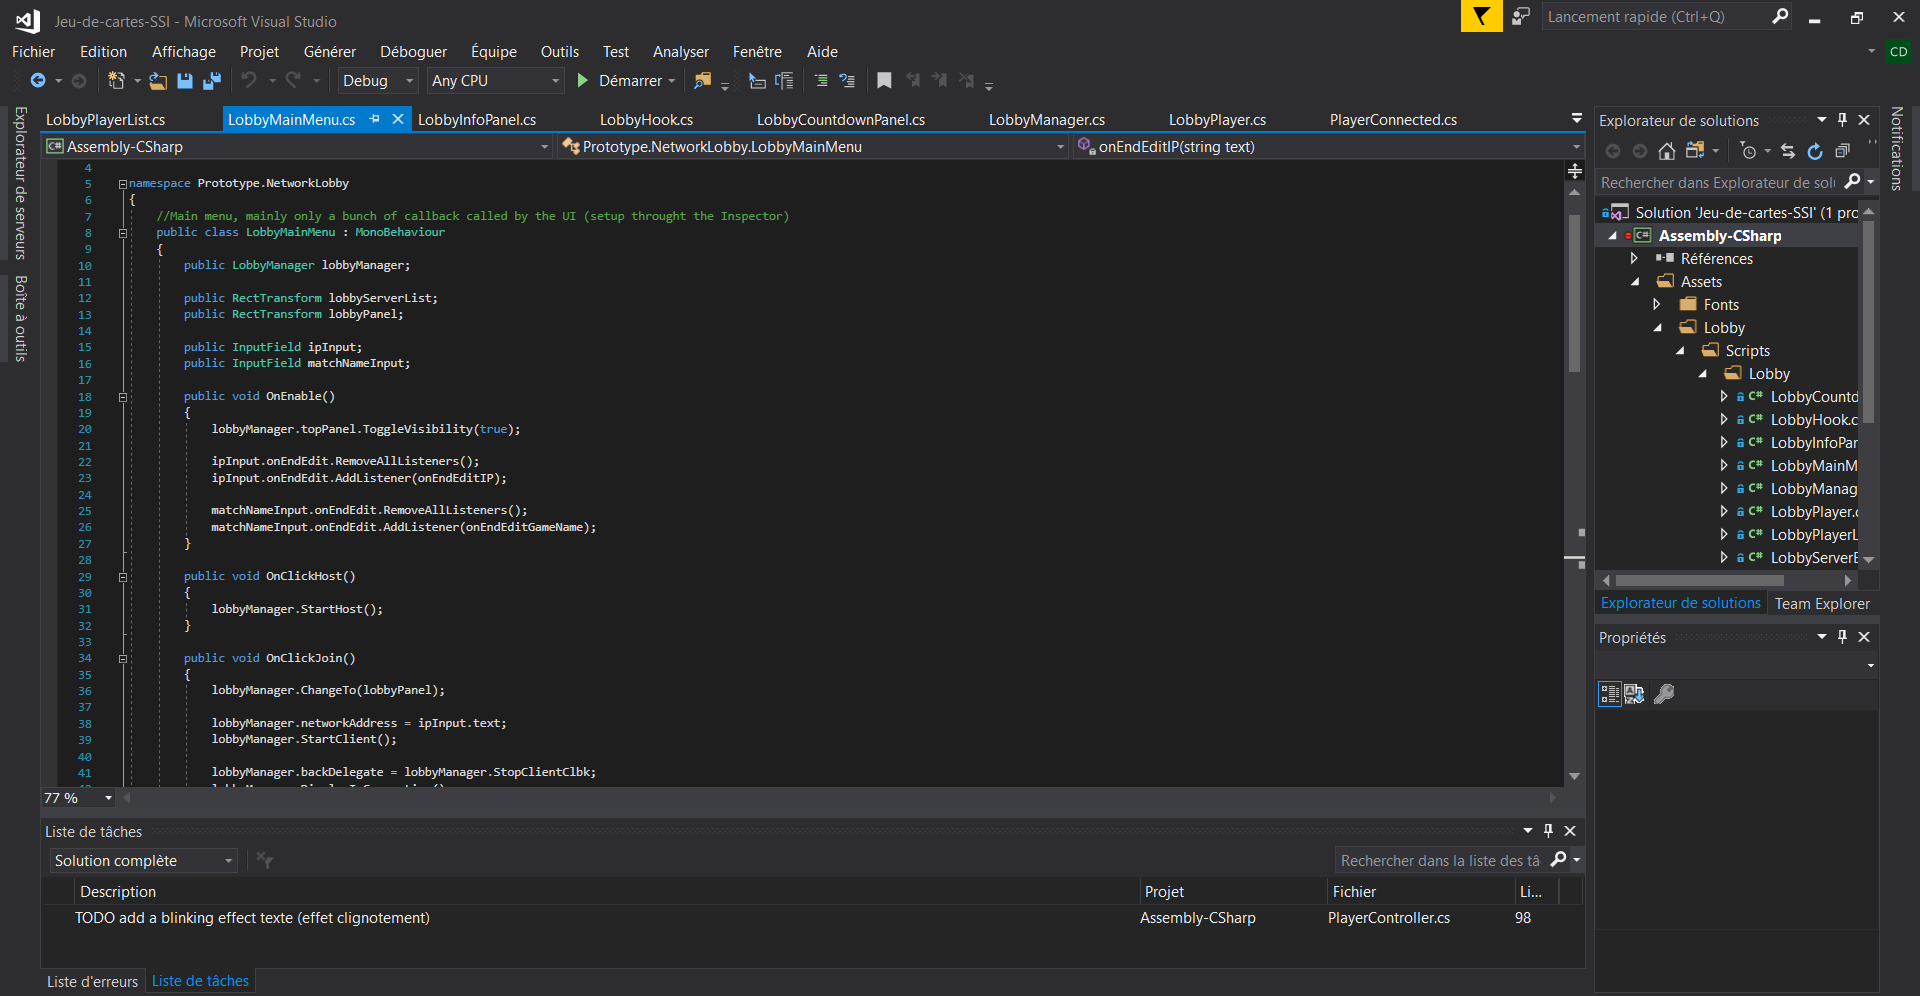 Jeu-de-cartes-SSI - Microsoft Visual Studio
Lancement rapide (Ctrl+Q)
Fichier Edition Affichage Projet Générer Déboguer Équipe Outils Test Analyser Fenêtre Aide
CD
Debug Any CPU Démarrer
Explorateur de serveurs
Boîte à outils
LobbyPlayerList.cs LobbyMainMenu.cs LobbyInfoPanel.cs LobbyHook.cs LobbyCountdownPanel.cs LobbyManager.cs LobbyPlayer.cs PlayerConnected.cs
Assembly-CSharp Prototype.NetworkLobby.LobbyMainMenu onEndEditIP(string text)
4
5 namespace Prototype.NetworkLobby
6 {
7 //Main menu, mainly only a bunch of callback called by the UI (setup throught the Inspector)
8 public class LobbyMainMenu : MonoBehaviour
9 {
10 public LobbyManager lobbyManager;
11
12 public RectTransform lobbyServerList;
13 public RectTransform lobbyPanel;
14
15 public InputField ipInput;
16 public InputField matchNameInput;
17
18 public void OnEnable()
19 {
20 lobbyManager.topPanel.ToggleVisibility(true);
21
22 ipInput.onEndEdit.RemoveAllListeners();
23 ipInput.onEndEdit.AddListener(onEndEditIP);
24
25 matchNameInput.onEndEdit.RemoveAllListeners();
26 matchNameInput.onEndEdit.AddListener(onEndEditGameName);
27 }
28
29 public void OnClickHost()
30 {
31 lobbyManager.StartHost();
32 }
33
34 public void OnClickJoin()
35 {
36 lobbyManager.ChangeTo(lobbyPanel);
37
38 lobbyManager.networkAddress = ipInput.text;
39 lobbyManager.StartClient();
40
41 lobbyManager.backDelegate = lobbyManager.StopClientClbk;
77 %
Liste de tâches
Solution complète
Rechercher dans la liste des tâ
Description Projet Fichier Li...
TODO add a blinking effect texte (effet clignotement) Assembly-CSharp PlayerController.cs 98
Liste d'erreurs Liste de tâches
Explorateur de solutions
Rechercher dans Explorateur de solu
Solution 'Jeu-de-cartes-SSI' (1 pro
C# Assembly-CSharp
Références
Assets
Fonts
Lobby
Scripts
Lobby
C# LobbyCountd
C# LobbyHook.c
C# LobbyInfoPan
C# LobbyMainM
C# LobbyManag
C# LobbyPlayer.c
C# LobbyPlayerL
C# LobbyServerE
Explorateur de solutions Team Explorer
Propriétés
Notifications